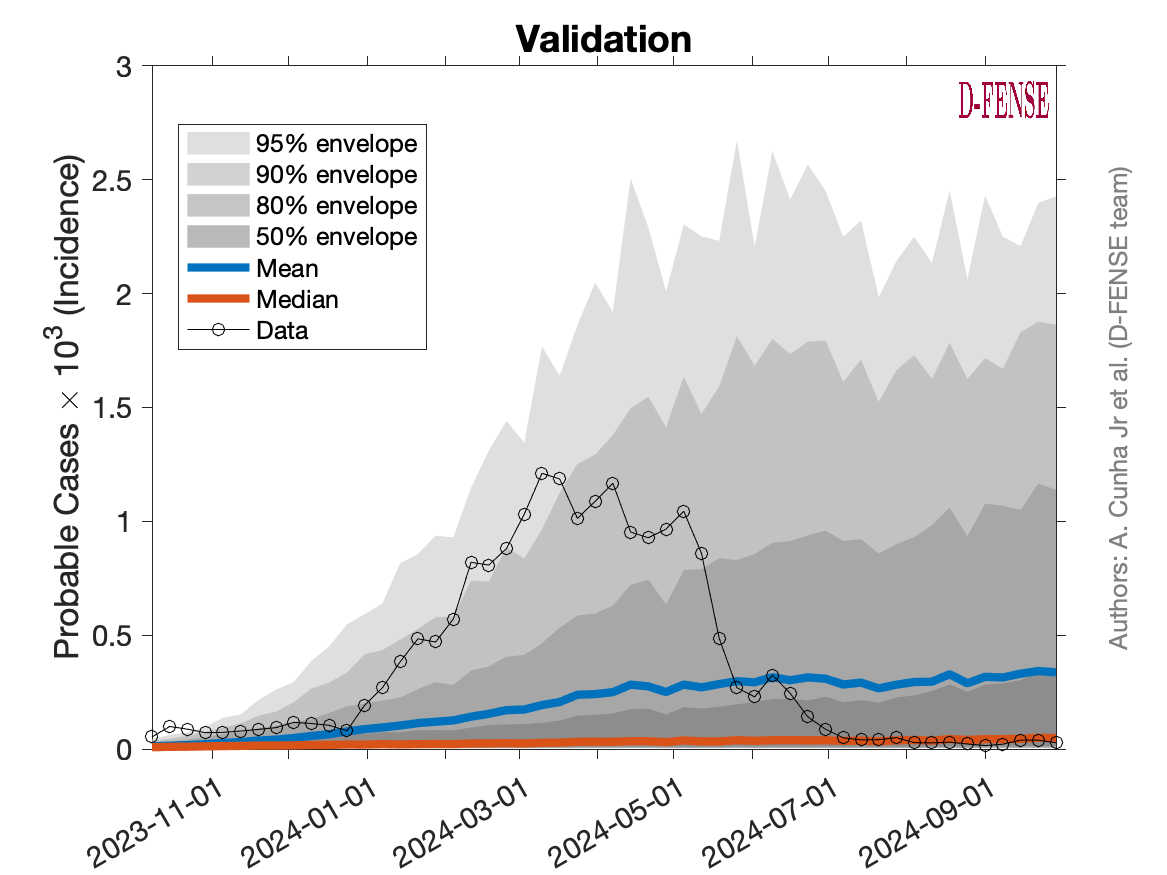 Validation
D-FENSE
3
2.5
2
1.5
1
0.5
0
Probable Cases × 10³ (Incidence)
95% envelope
90% envelope
80% envelope
50% envelope
Mean
Median
Data
2023-11-01
2024-01-01
2024-03-01
2024-05-01
2024-07-01
2024-09-01
Authors: A. Cunha Jr et al. (D-FENSE team)